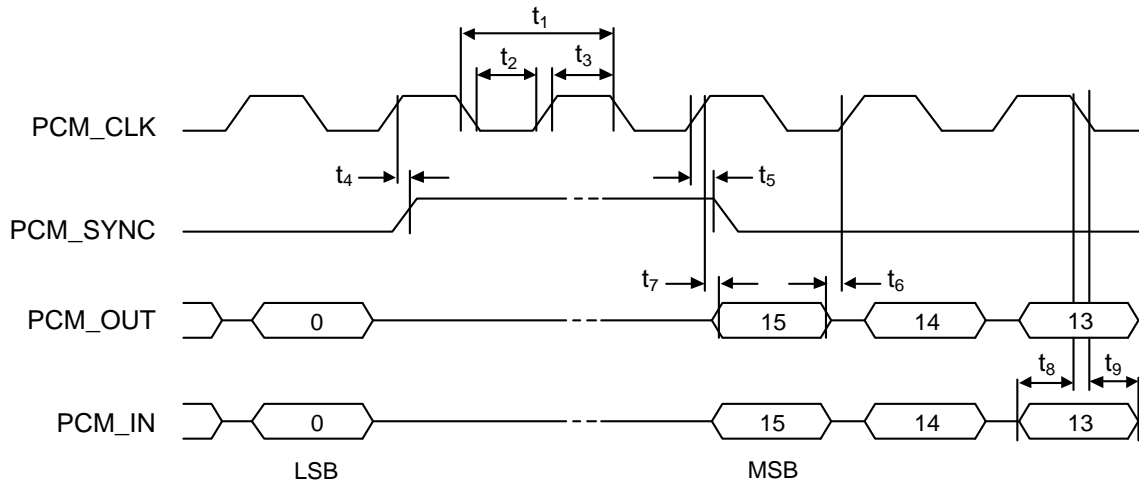 t₁
t₂ t₃
PCM_CLK
t₄ t₅
PCM_SYNC
t₇ t₆
PCM_OUT 0 15 14 13
t₈ t₉
PCM_IN 0 15 14 13
LSB MSB